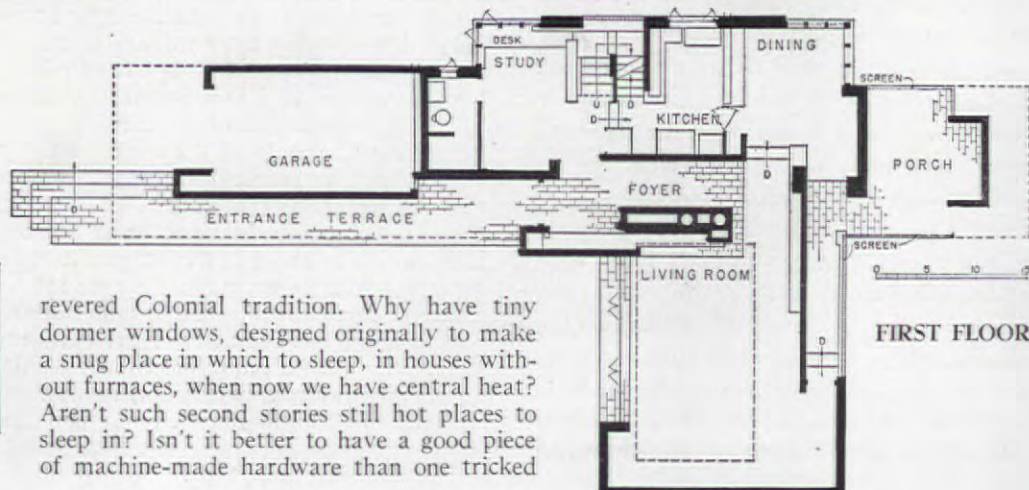 DESK
STUDY
DINING
SCREEN
U
D
U
KITCHEN
GARAGE
PORCH
FOYER
D
D
ENTRANCE TERRACE
SCREEN
LIVING ROOM
0 5 10 15
FIRST FLOOR
D
revered Colonial tradition. Why have tiny
dormer windows, designed originally to make
a snug place in which to sleep, in houses with-
out furnaces, when now we have central heat?
Aren't such second stories still hot places to
sleep in? Isn't it better to have a good piece
of machine-made hardware than one tricked